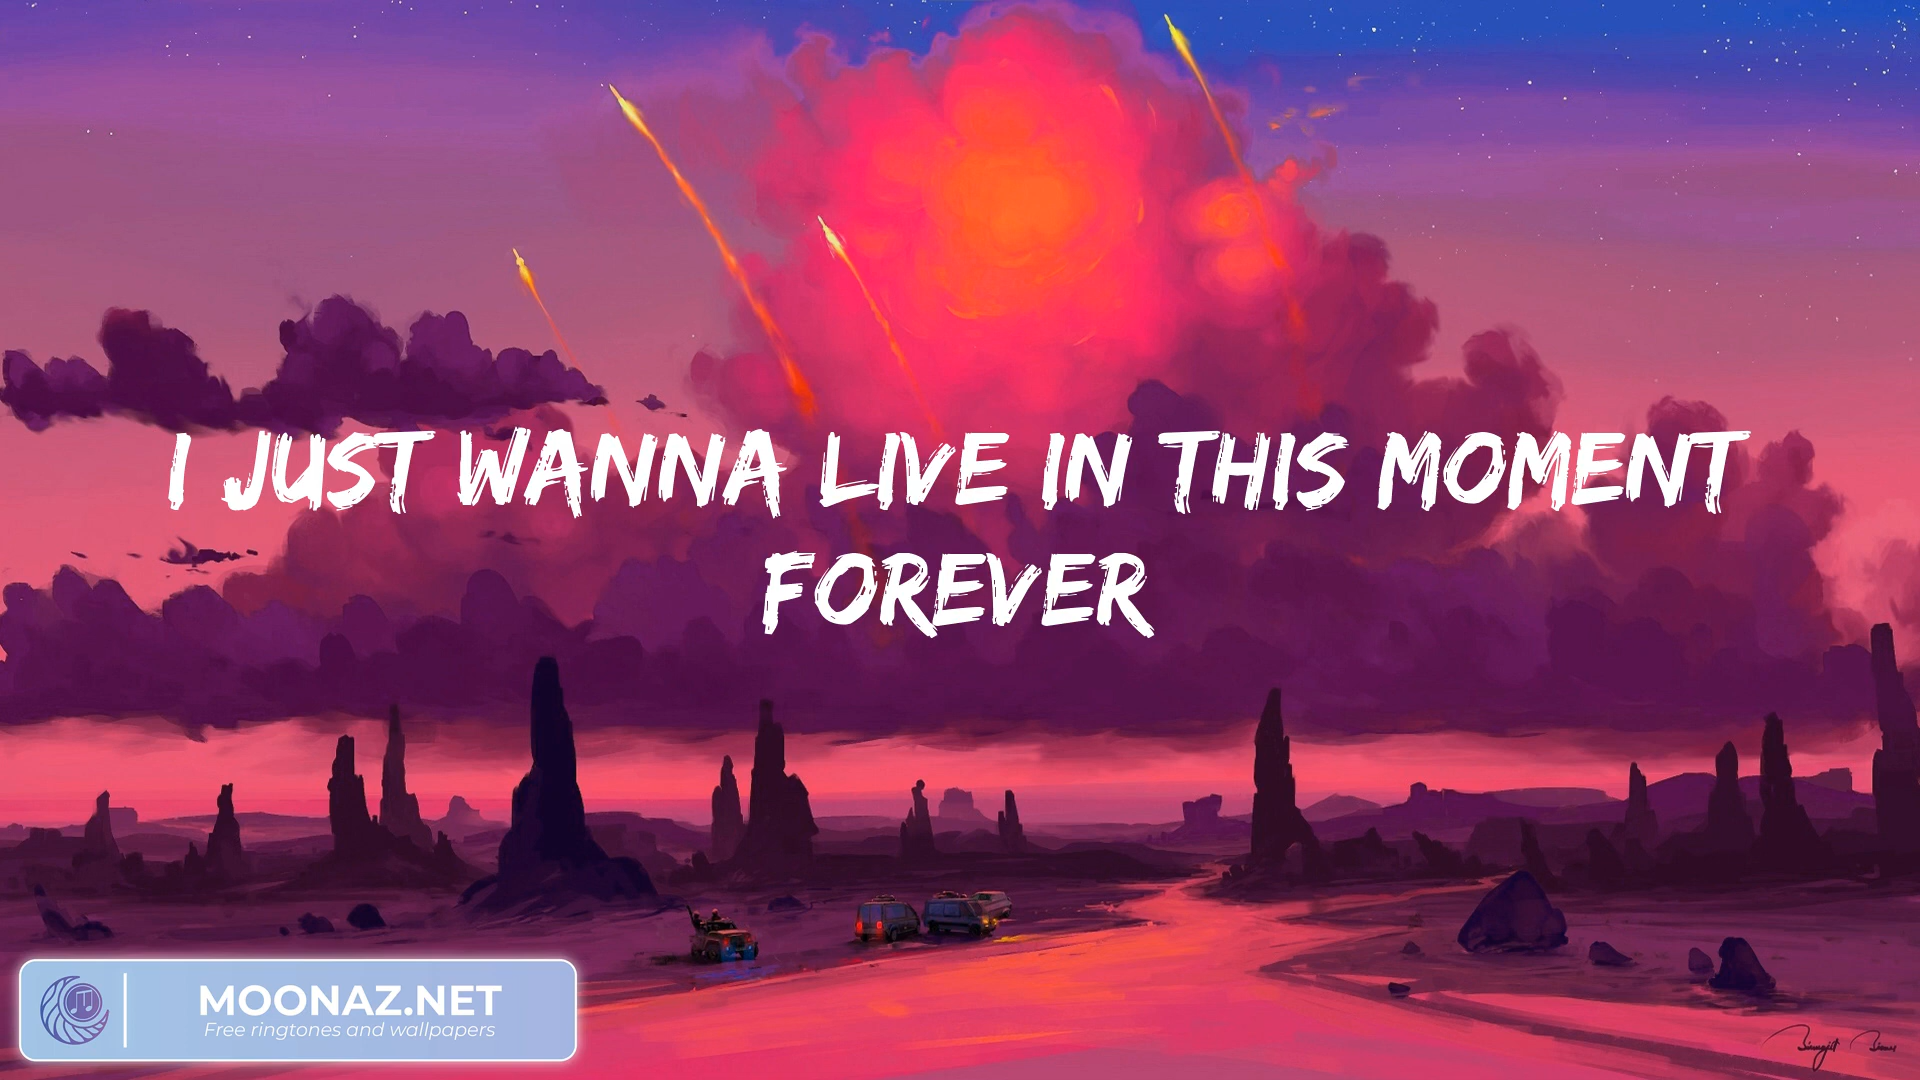 I JUST WANNA LIVE IN THIS MOMENT
FOREVER
MOONAZ.NET
Free ringtones and wallpapers